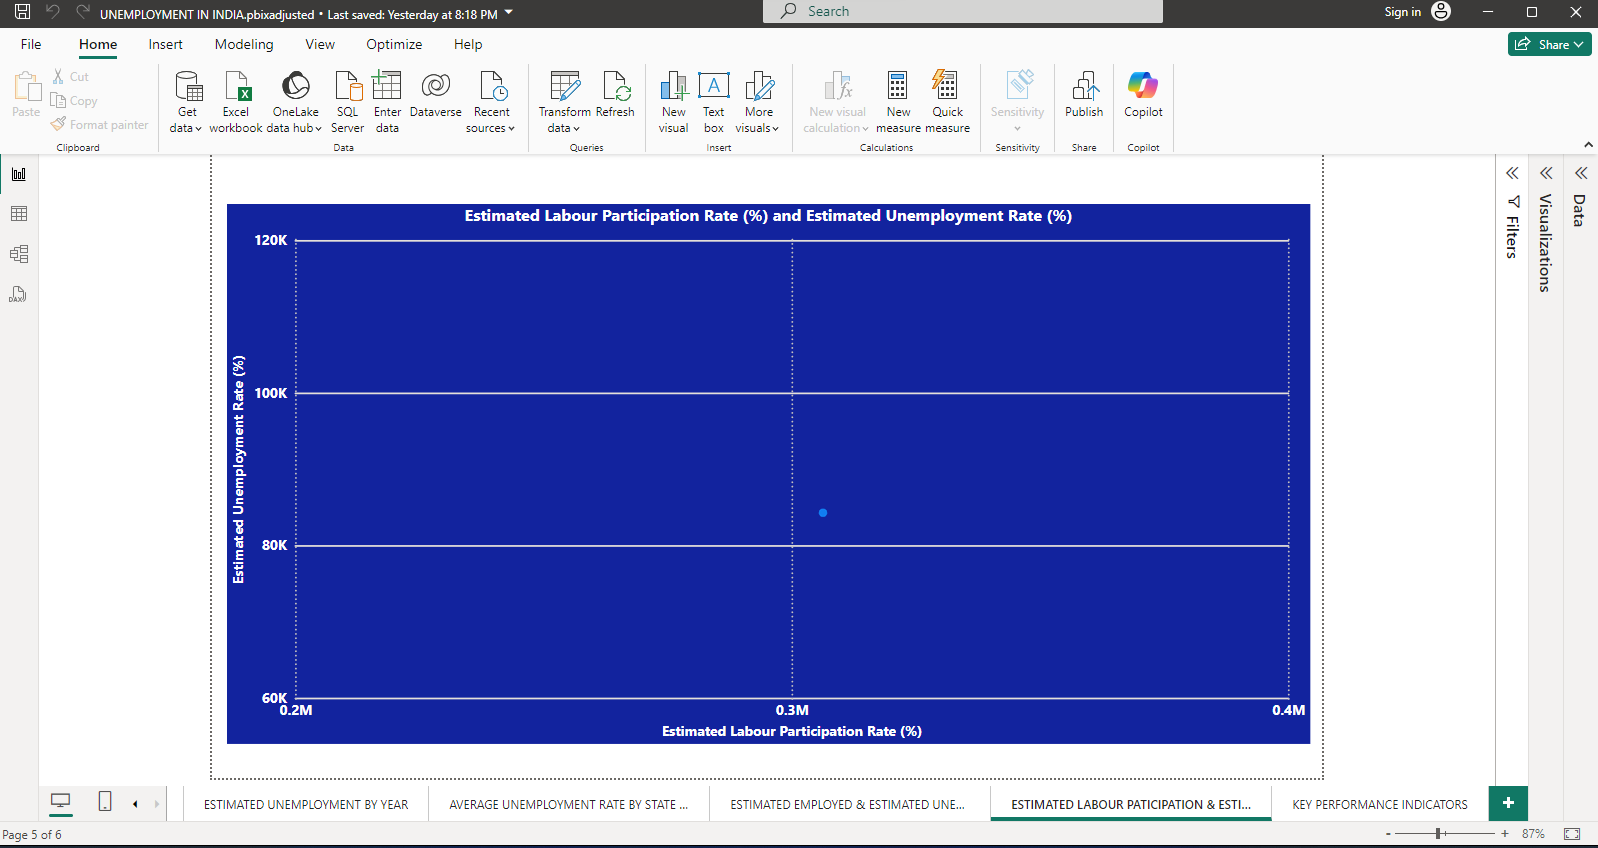 UNEMPLOYMENT IN INDIA.pbixadjusted • Last saved: Yesterday at 8:18 PM
Search
Sign in
File Home Insert Modeling View Optimize Help
Share
Paste
Cut
Copy
Format painter
Clipboard
Get data
Excel workbook
OneLake data hub
SQL Server
Enter data
Dataverse
Recent sources
Data
Transform data
Refresh
Queries
New visual
Text box
More visuals
Insert
New visual calculation
New measure
Quick measure
Calculations
Sensitivity
Sensitivity
Publish
Share
Copilot
Copilot
DAX
Filters
Visualizations
Data
Estimated Labour Participation Rate (%) and Estimated Unemployment Rate (%)
Estimated Unemployment Rate (%)
120K
100K
80K
60K
0.2M 0.3M 0.4M
Estimated Labour Participation Rate (%)
ESTIMATED UNEMPLOYMENT BY YEAR
AVERAGE UNEMPLOYMENT RATE BY STATE ...
ESTIMATED EMPLOYED & ESTIMATED UNE...
ESTIMATED LABOUR PATICIPATION & ESTI...
KEY PERFORMANCE INDICATORS
Page 5 of 6
87%